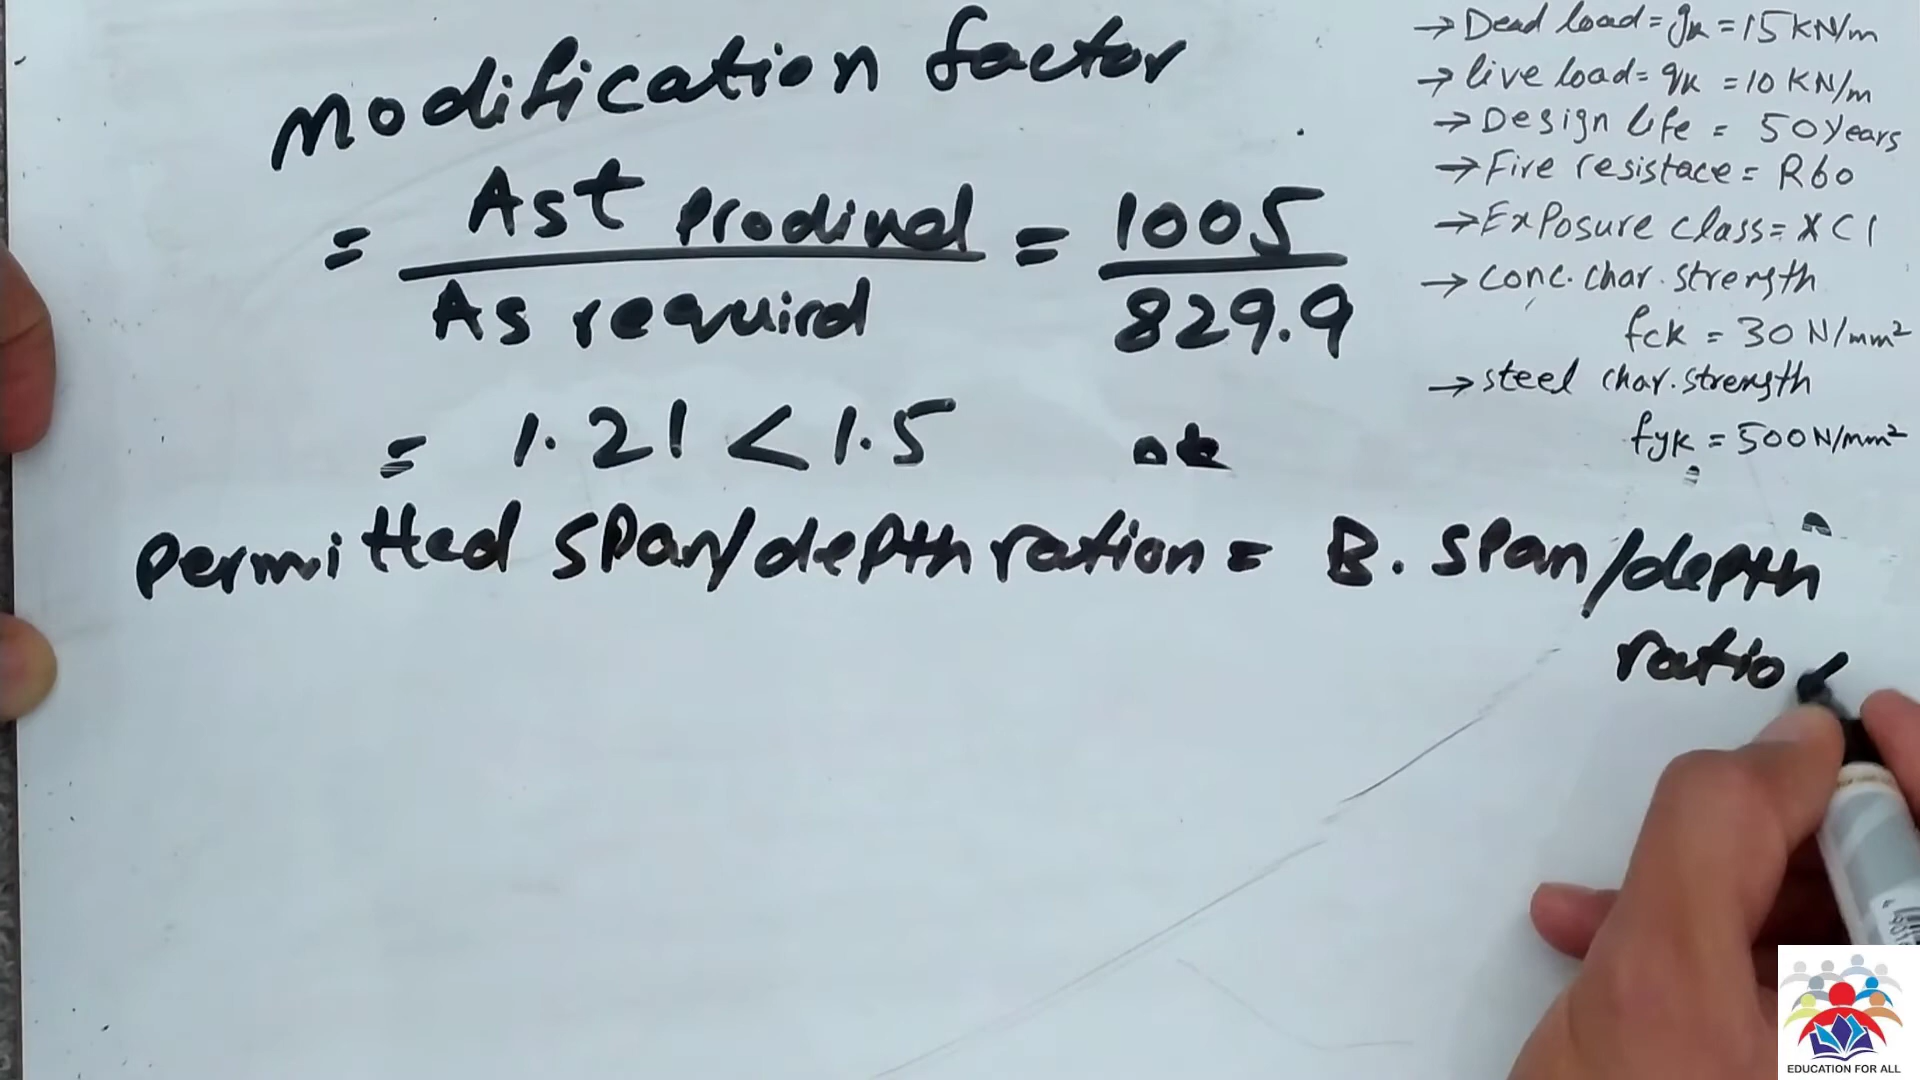 modification factor
= Ast prodived / As required = 1005 / 829.9
= 1.21 < 1.5 ok
Permitted span/depth ration = B. span/depth
ratio
→ Dead load = gk = 15 KN/m
→ live load = qk = 10 KN/m
→ Design life = 50 years
→ Fire resistace = R60
→ Exposure class = XC1
→ conc. char. strength
fck = 30 N/mm²
→ steel char. strength
fyk = 500 N/mm²
EDUCATION FOR ALL